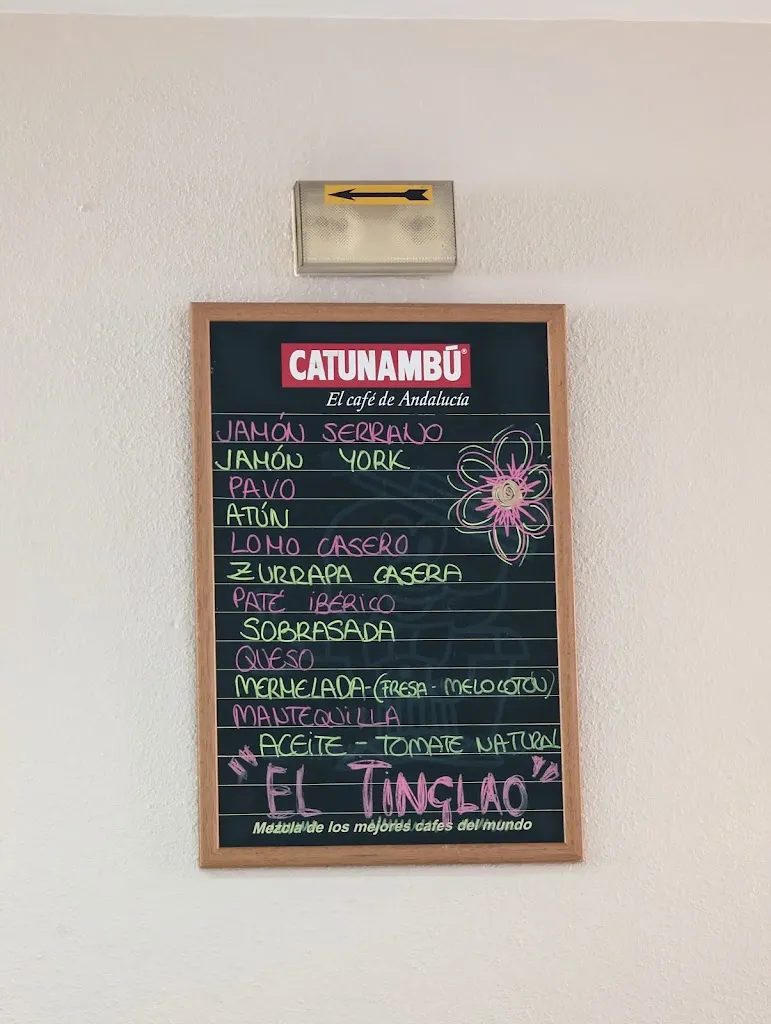 CATUNAMBÚ®
El café de Andalucía
JAMÓN SERRANO
JAMÓN YORK
PAVO
ATÚN
LOMO CASERO
ZURRAPA CASERA
PATÉ IBÉRICO
SOBRASADA
QUESO
MERMELADA-(FRESA - MELOCOTÓN)
MANTEQUILLA
ACEITE - TOMATE NATURAL
"EL TINGLAO"
Mezcla de los mejores cafes del mundo